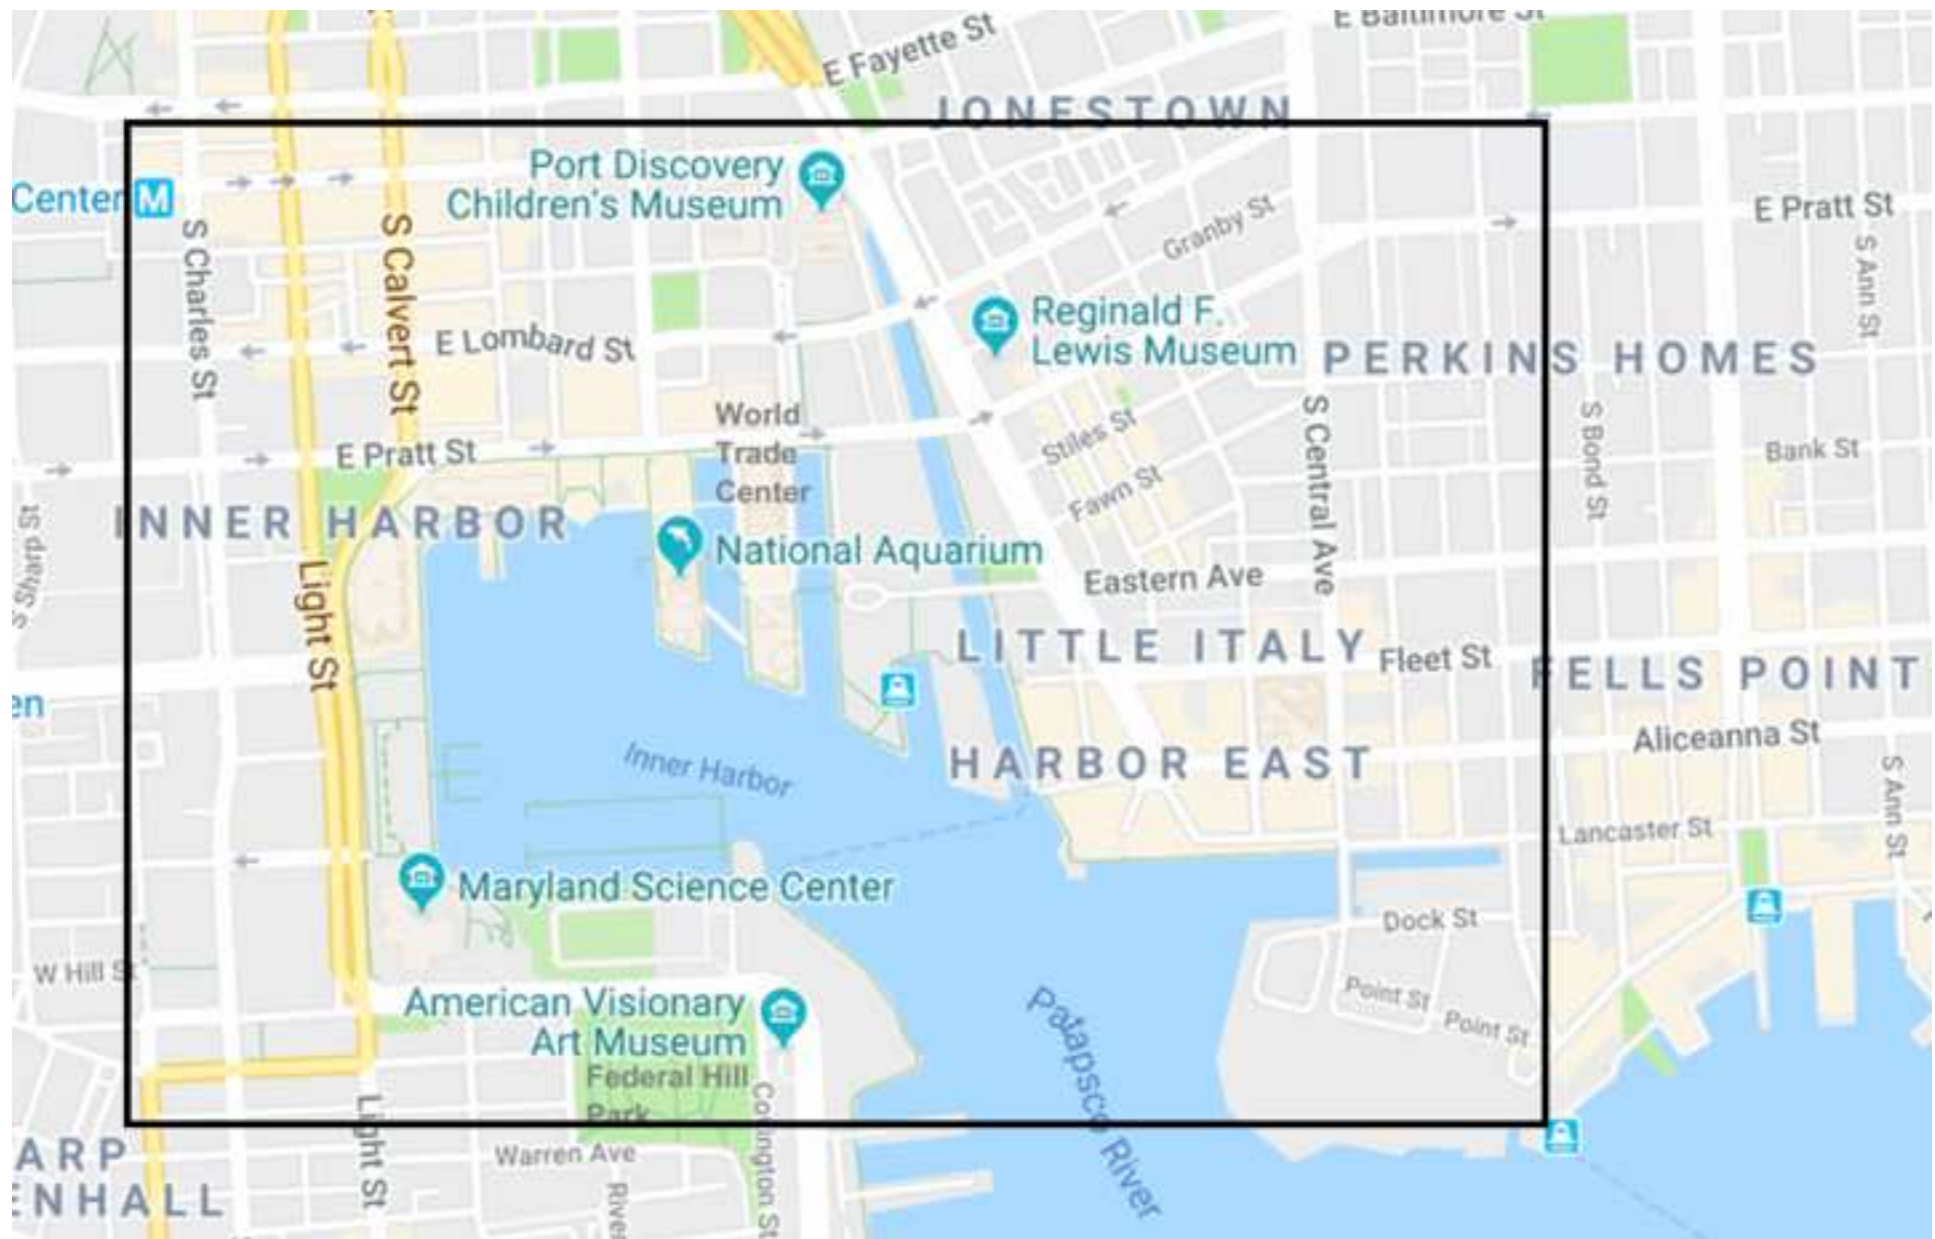 E Baltimore St
E Fayette St
JONESTOWN
Port Discovery
Children's Museum
Center M
E Pratt St
S Charles St
S Calvert St
Granby St
S Ann St
Reginald F.
Lewis Museum
E Lombard St
PERKINS HOMES
World
Trade
Center
E Pratt St
Stiles St
S Central Ave
S Bond St
Bank St
Fawn St
INNER HARBOR
S Sharp St
National Aquarium
Eastern Ave
Light St
LITTLE ITALY
Fleet St
FELLS POINT
en
Inner Harbor
HARBOR EAST
Aliceanna St
S Ann St
Lancaster St
Maryland Science Center
Dock St
W Hill St
Point St
Point St
American Visionary
Art Museum
Federal Hill
Park
Patapsco River
Covington St
Light St
ARP
ENHALL
Warren Ave
River